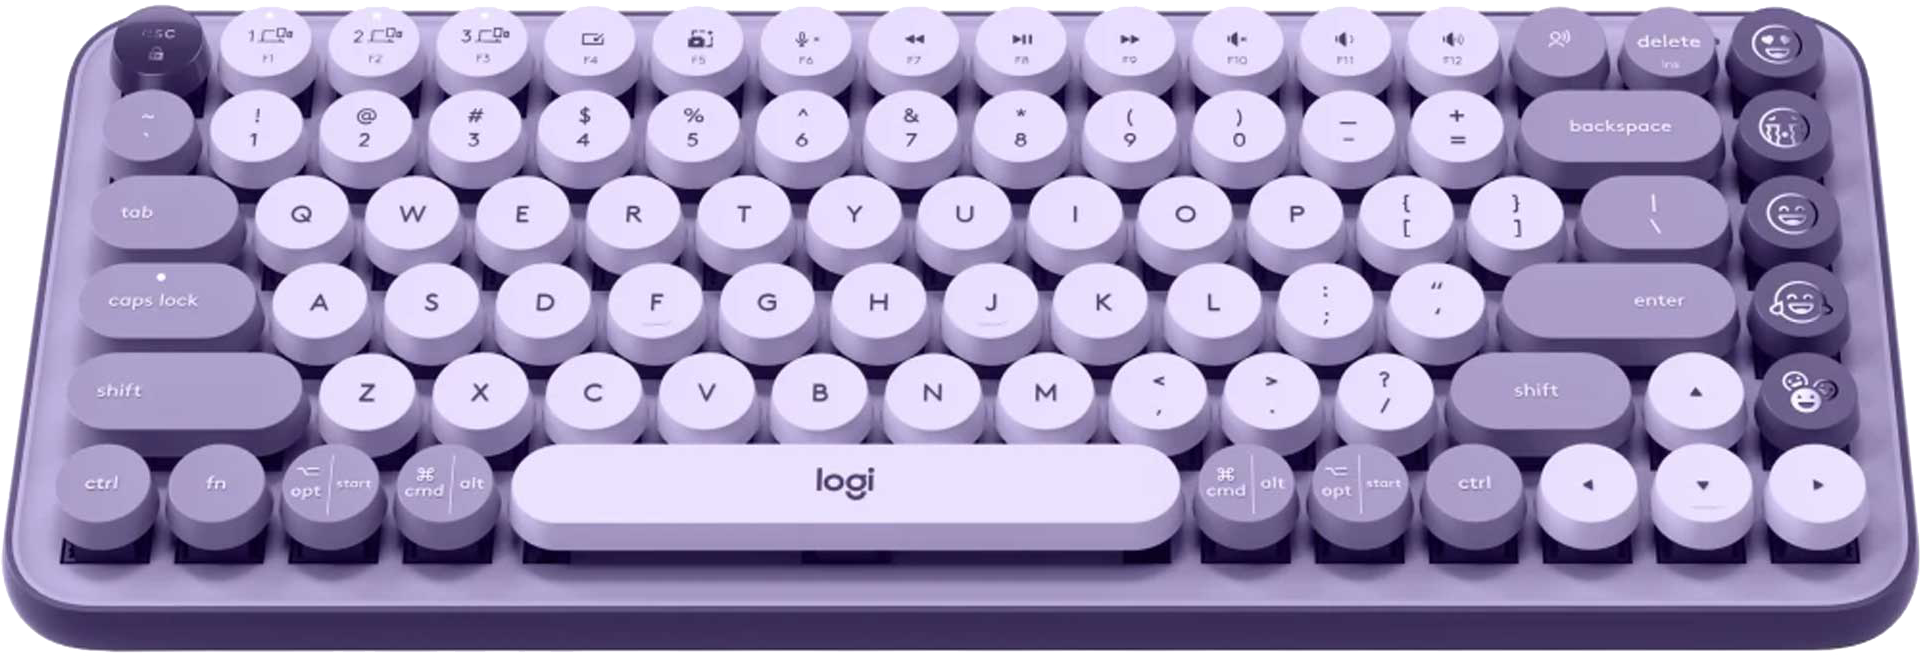 esc 1 2 3 delete
F1 F2 F3 F4 F5 F6 F7 F8 F9 F10 F11 F12 Ins
~ ! @ # $ % ^ & * ( ) — +
` 1 2 3 4 5 6 7 8 9 0 - = backspace
tab Q W E R T Y U I O P { } |
[ ] \
caps lock A S D F G H J K L : “ enter
; ‘
shift Z X C V B N M < > ? shift
, . /
ctrl fn ⌥ opt | start ⌘ cmd | alt logi ⌘ cmd | alt ⌥ opt | start ctrl